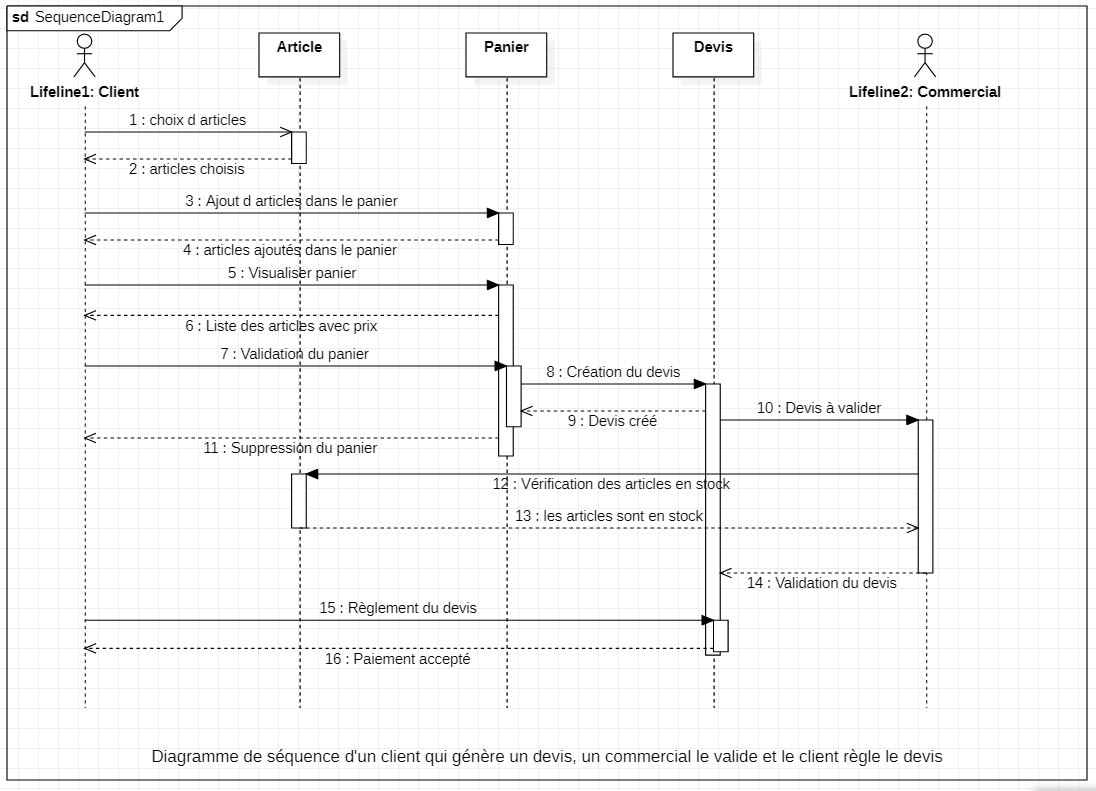 sd SequenceDiagram1
Article
Panier
Devis
Lifeline1: Client
Lifeline2: Commercial
1 : choix d articles
2 : articles choisis
3 : Ajout d articles dans le panier
4 : articles ajoutés dans le panier
5 : Visualiser panier
6 : Liste des articles avec prix
7 : Validation du panier
8 : Création du devis
9 : Devis créé
10 : Devis à valider
11 : Suppression du panier
12 : Vérification des articles en stock
13 : les articles sont en stock
14 : Validation du devis
15 : Règlement du devis
16 : Paiement accepté
Diagramme de séquence d'un client qui génère un devis, un commercial le valide et le client règle le devis